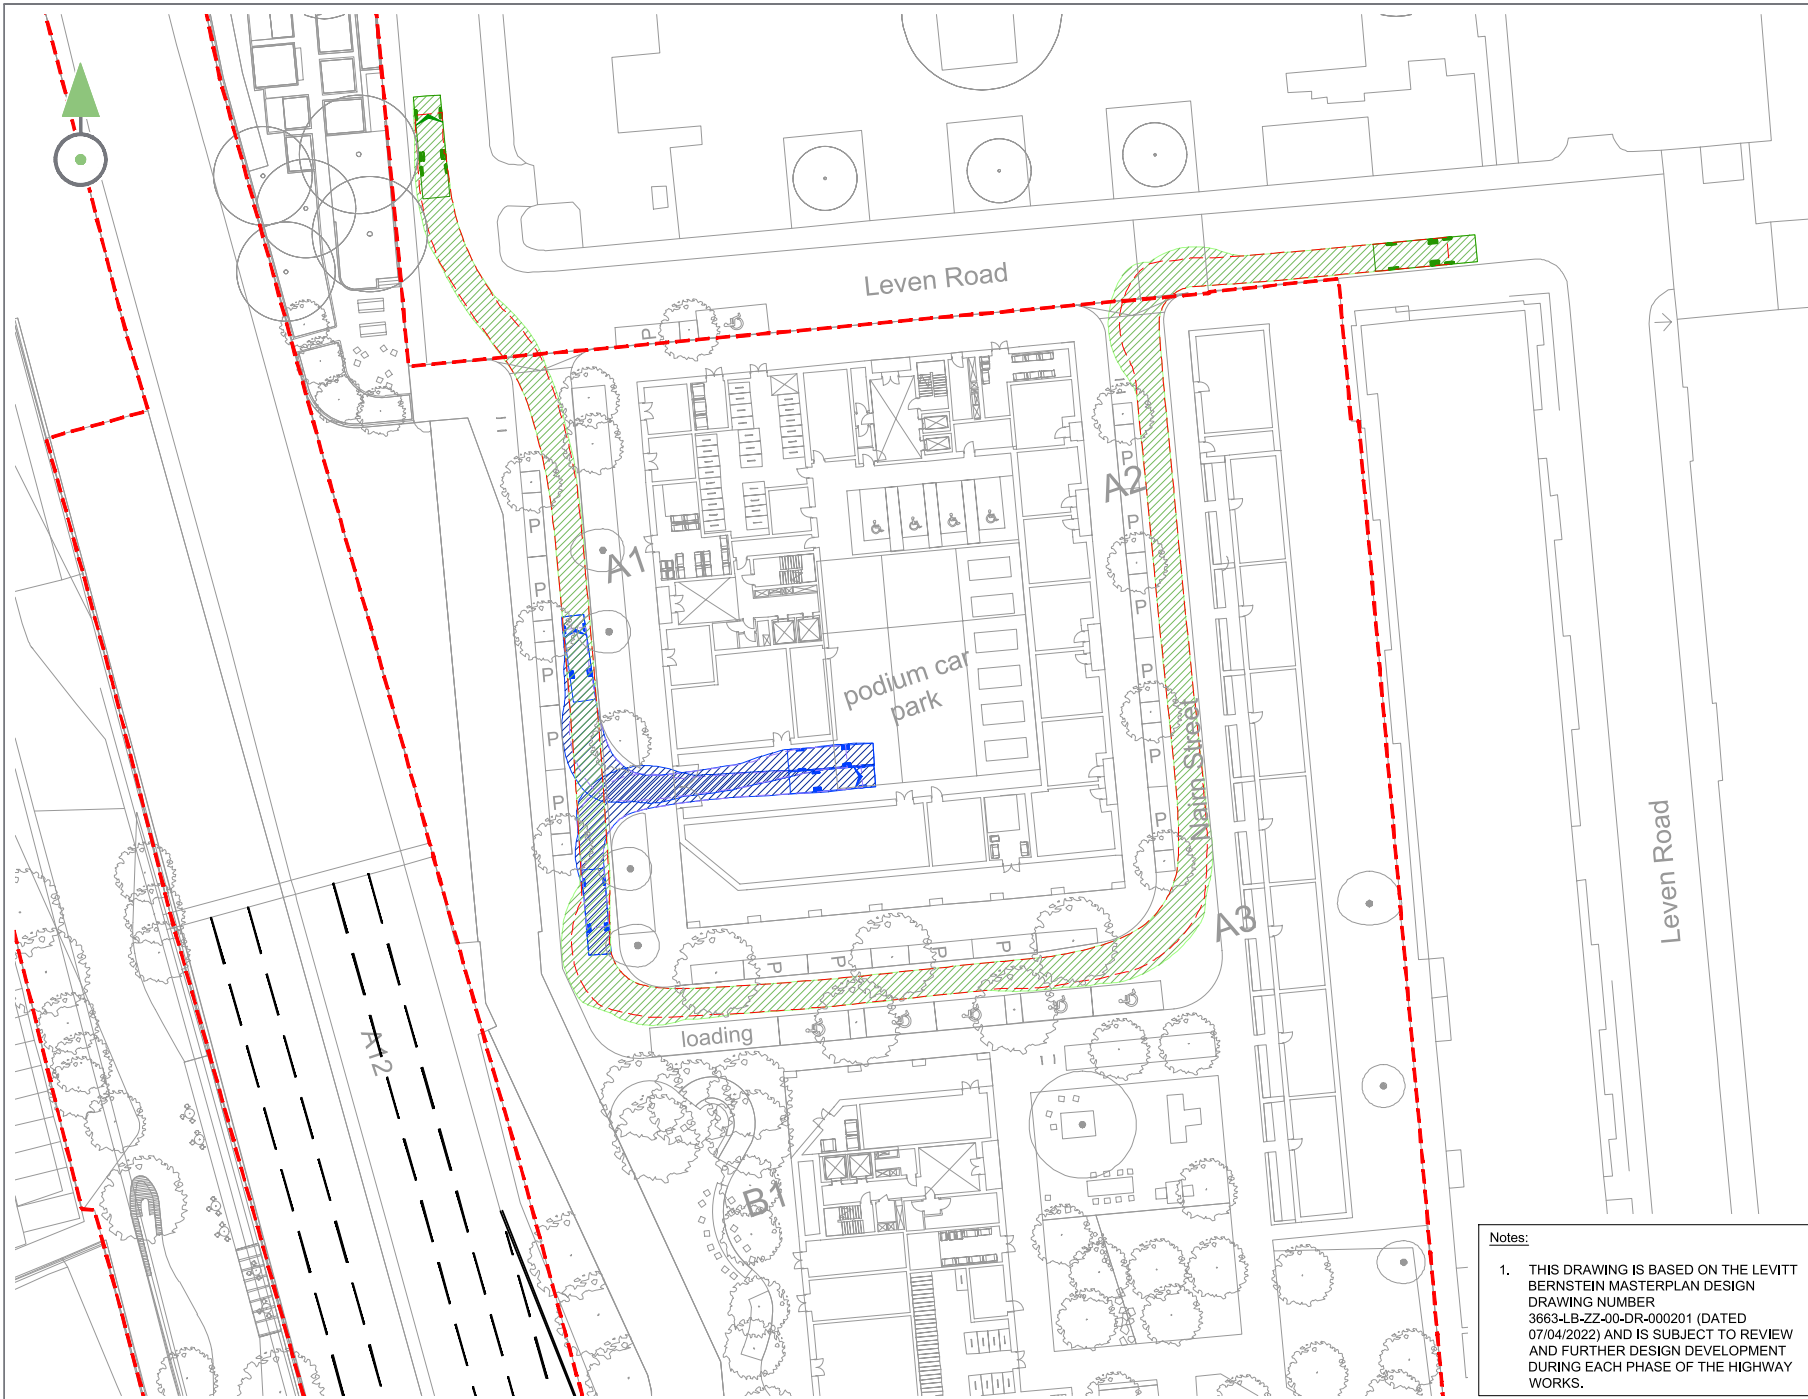 Leven Road
P
A1
A2
P
P
P
P
P
P
P
P
P
P
P
P
podium car
park
Nairn Street
A3
P
P
P
P
loading
A12
B1
Leven Road
Notes:
1. THIS DRAWING IS BASED ON THE LEVITT
BERNSTEIN MASTERPLAN DESIGN
DRAWING NUMBER
3663-LB-ZZ-00-DR-000201 (DATED
07/04/2022) AND IS SUBJECT TO REVIEW
AND FURTHER DESIGN DEVELOPMENT
DURING EACH PHASE OF THE HIGHWAY
WORKS.